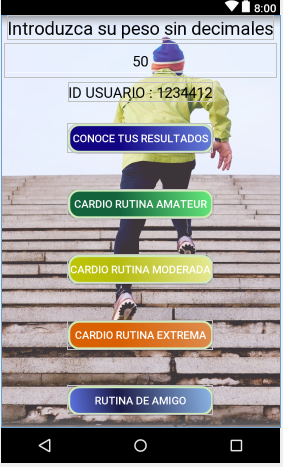 8:00
Introduzca su peso sin decimales
50
ID USUARIO : 1234412
CONOCE TUS RESULTADOS
CARDIO RUTINA AMATEUR
CARDIO RUTINA MODERADA
CARDIO RUTINA EXTREMA
RUTINA DE AMIGO